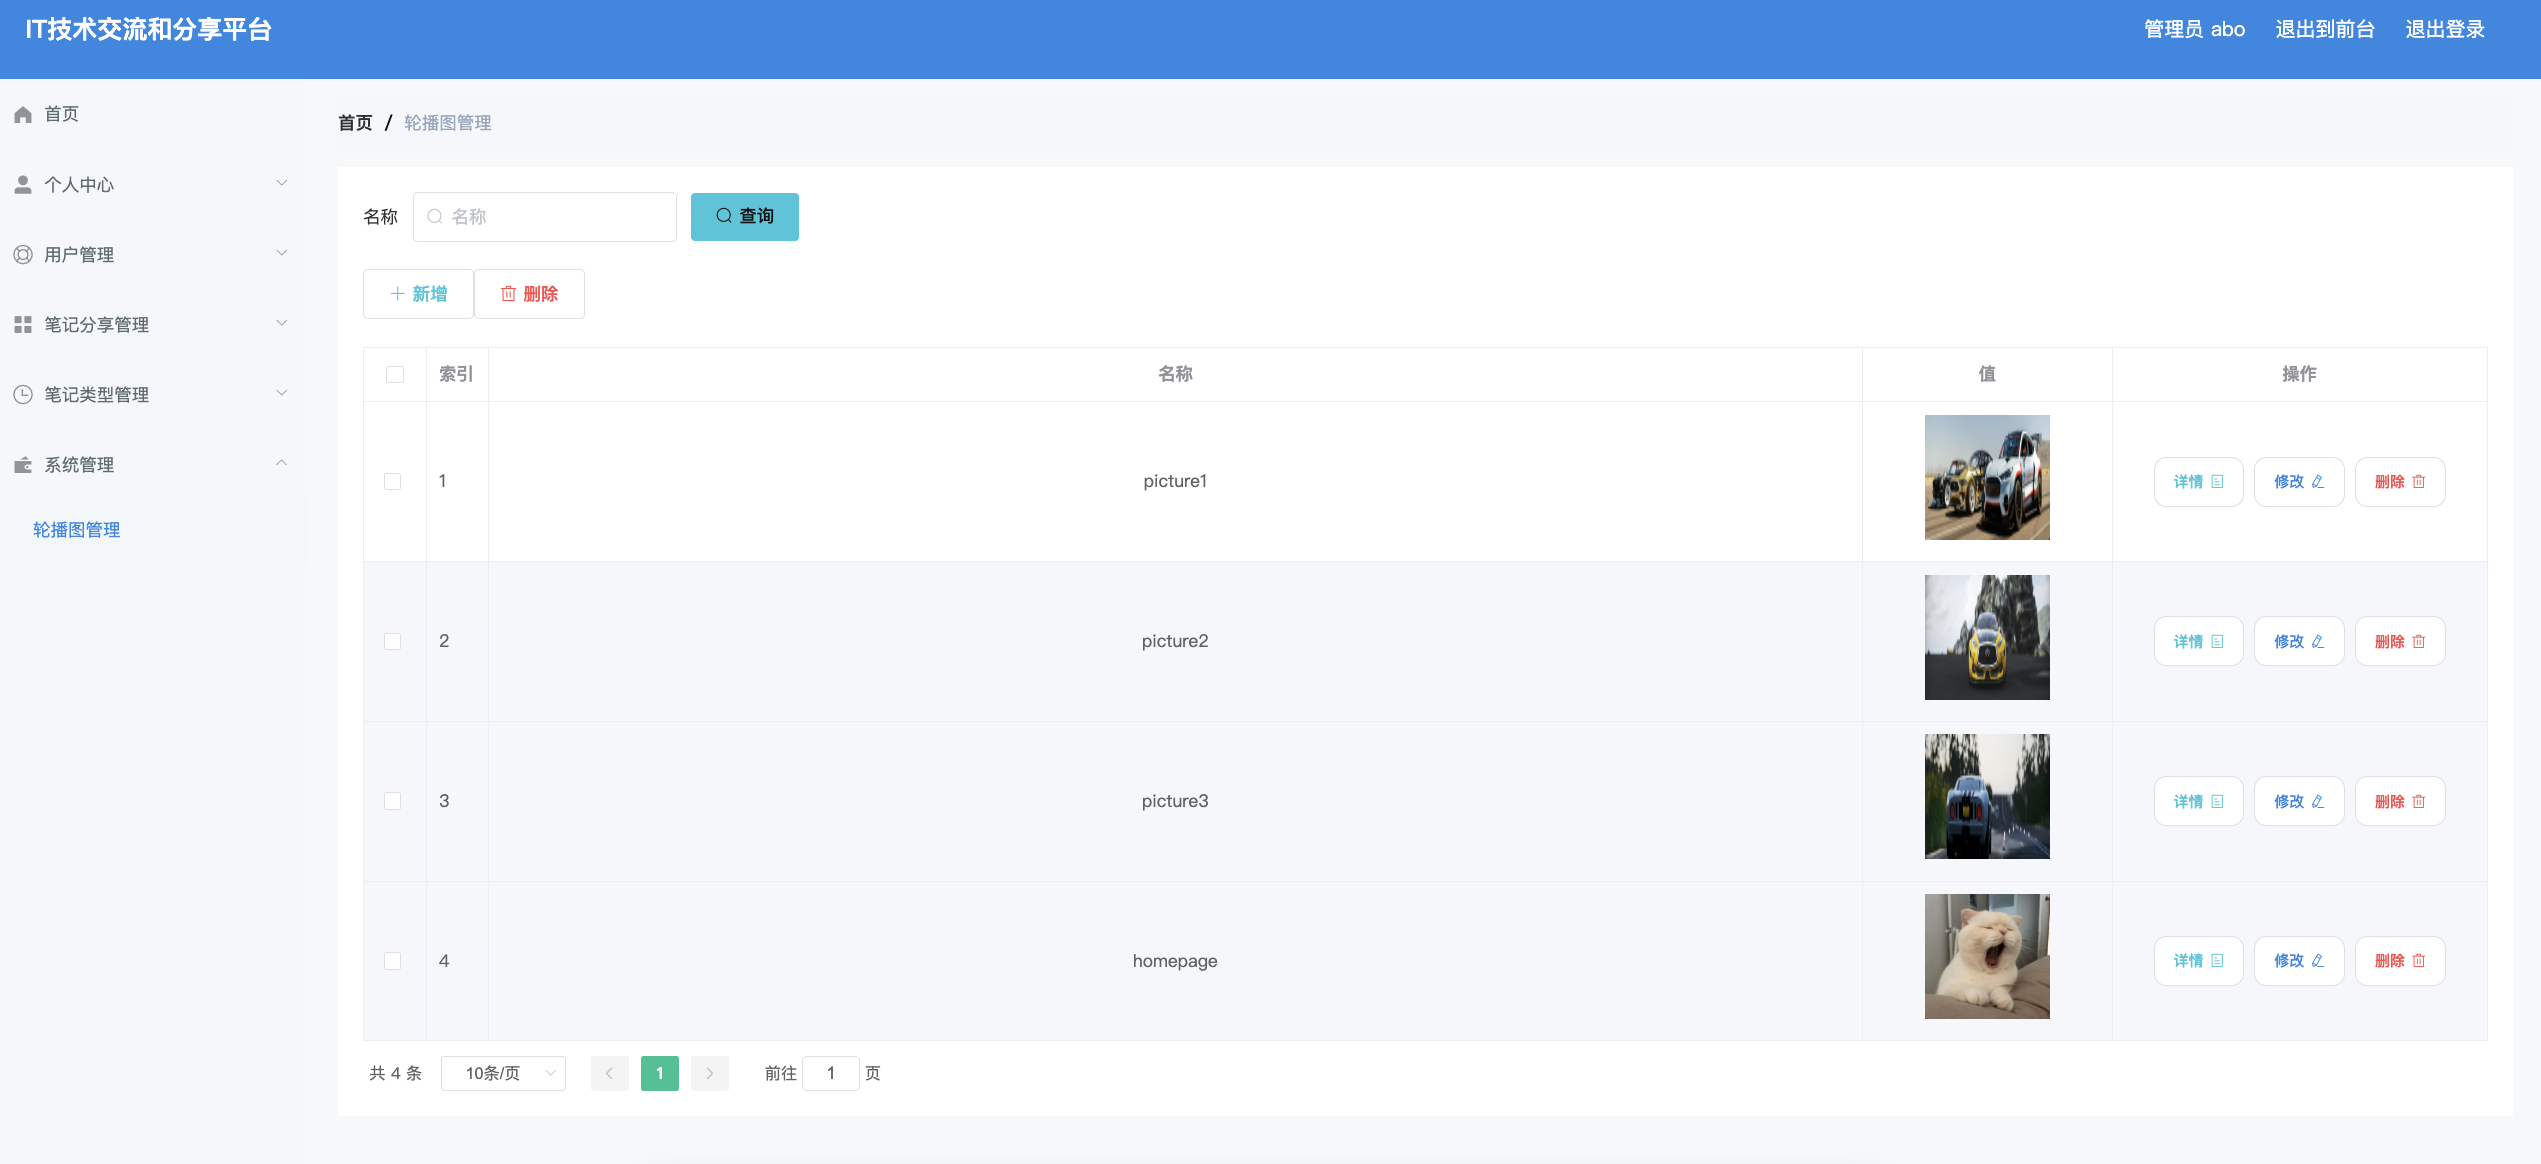 IT技术交流和分享平台
管理员 abo 退出到前台 退出登录
首页
个人中心
用户管理
笔记分享管理
笔记类型管理
系统管理
轮播图管理
首页 / 轮播图管理
名称 名称 查询
新增 删除
索引 名称 值 操作
1 picture1 详情 修改 删除
2 picture2 详情 修改 删除
3 picture3 详情 修改 删除
4 homepage 详情 修改 删除
共 4 条 10条/页 1 前往 1 页